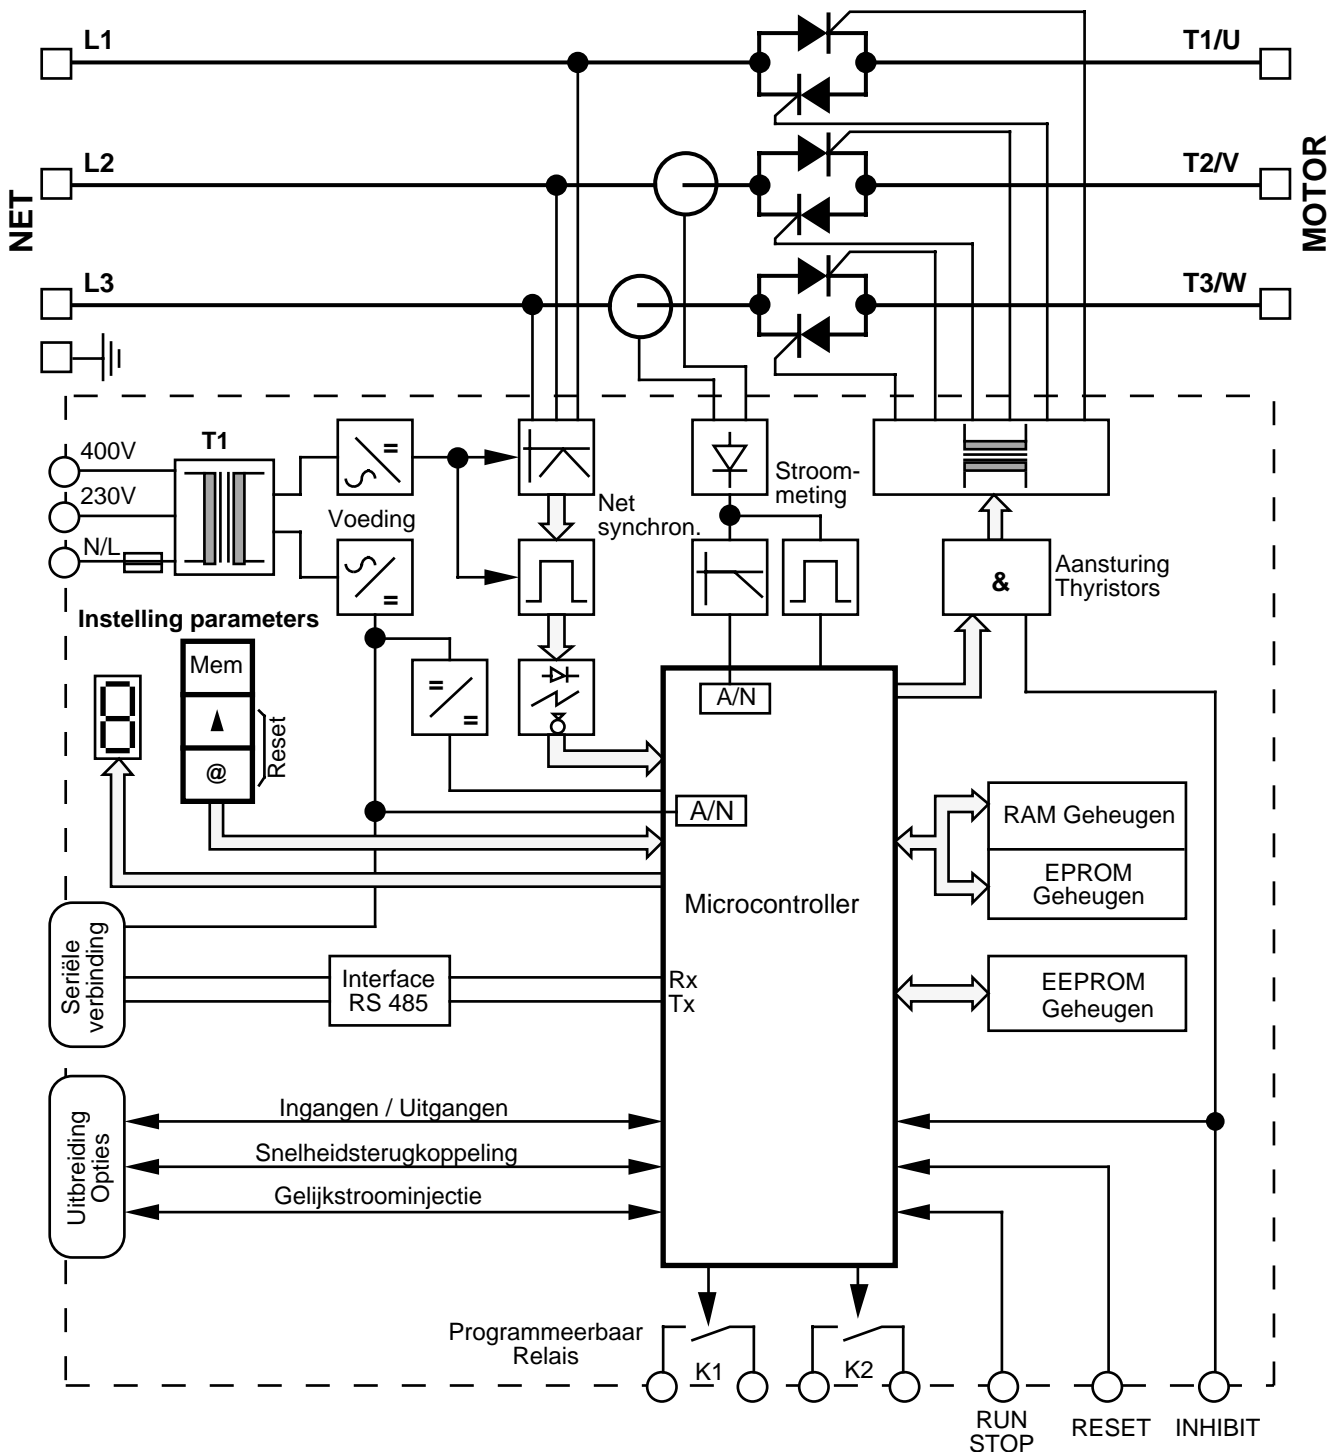 L1
T1/U
L2
T2/V
NET
MOTOR
L3
T3/W
400V
T1
230V
N/L
Voeding
Net
synchron.
Stroom-
meting
&
Aansturing
Thyristors
Instelling parameters
Mem
@
Reset
A/N
A/N
RAM Geheugen
EPROM
Geheugen
Microcontroller
Seriële
verbinding
Interface
RS 485
Rx
Tx
EEPROM
Geheugen
Uitbreiding
Opties
Ingangen / Uitgangen
Snelheidsterugkoppeling
Gelijkstroominjectie
Programmeerbaar
Relais
K1
K2
RUN
STOP
RESET
INHIBIT